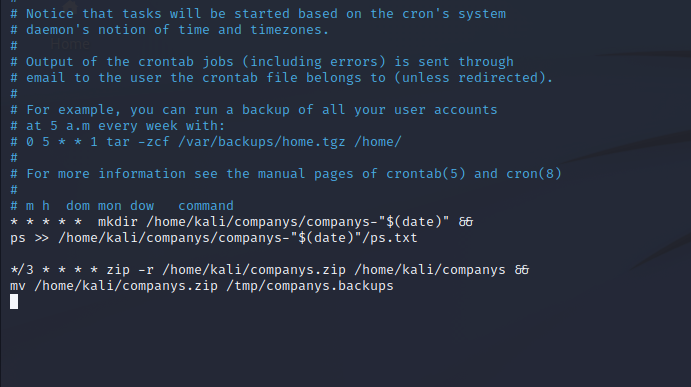 #
# Notice that tasks will be started based on the cron's system
# daemon's notion of time and timezones.
#
# Output of the crontab jobs (including errors) is sent through
# email to the user the crontab file belongs to (unless redirected).
#
# For example, you can run a backup of all your user accounts
# at 5 a.m every week with:
# 0 5 * * 1 tar -zcf /var/backups/home.tgz /home/
#
# For more information see the manual pages of crontab(5) and cron(8)
#
# m h  dom mon dow   command
* * * * *  mkdir /home/kali/companys/companys-"$(date)" &&
ps >> /home/kali/companys/companys-"$(date)"/ps.txt

*/3 * * * * zip -r /home/kali/companys.zip /home/kali/companys &&
mv /home/kali/companys.zip /tmp/companys.backups